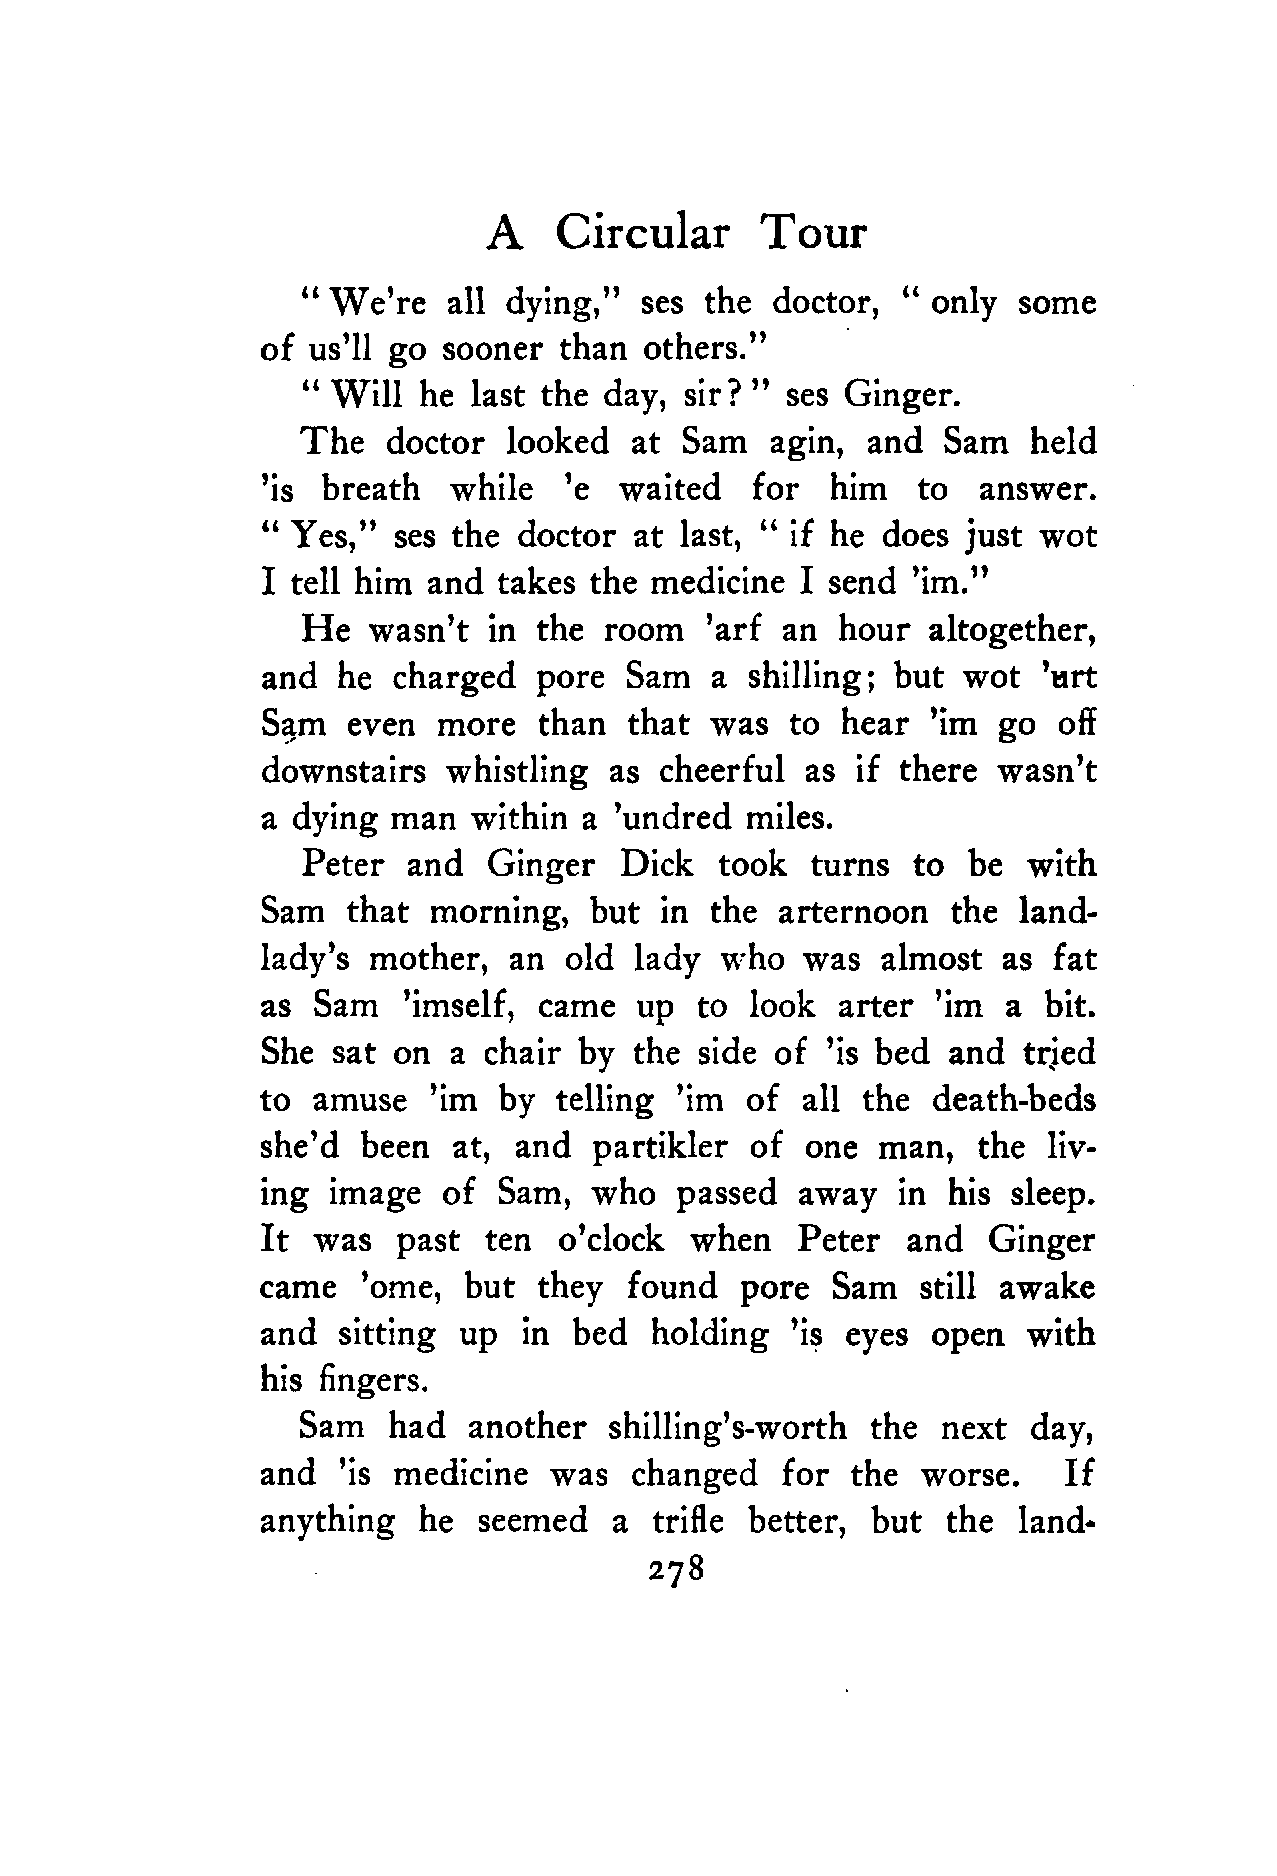 A Circular Tour
" We're all dying," ses the doctor, " only some
of us'll go sooner than others."
" Will he last the day, sir? " ses Ginger.
The doctor looked at Sam agin, and Sam held
'is breath while 'e waited for him to answer.
" Yes," ses the doctor at last, " if he does just wot
I tell him and takes the medicine I send 'im."
He wasn't in the room 'arf an hour altogether,
and he charged pore Sam a shilling; but wot 'urt
Sam even more than that was to hear 'im go off
downstairs whistling as cheerful as if there wasn't
a dying man within a 'undred miles.
Peter and Ginger Dick took turns to be with
Sam that morning, but in the arternoon the land-
lady's mother, an old lady who was almost as fat
as Sam 'imself, came up to look arter 'im a bit.
She sat on a chair by the side of 'is bed and tried
to amuse 'im by telling 'im of all the death-beds
she'd been at, and partikler of one man, the liv-
ing image of Sam, who passed away in his sleep.
It was past ten o'clock when Peter and Ginger
came 'ome, but they found pore Sam still awake
and sitting up in bed holding 'is eyes open with
his fingers.
Sam had another shilling's-worth the next day,
and 'is medicine was changed for the worse. If
anything he seemed a trifle better, but the land-
278